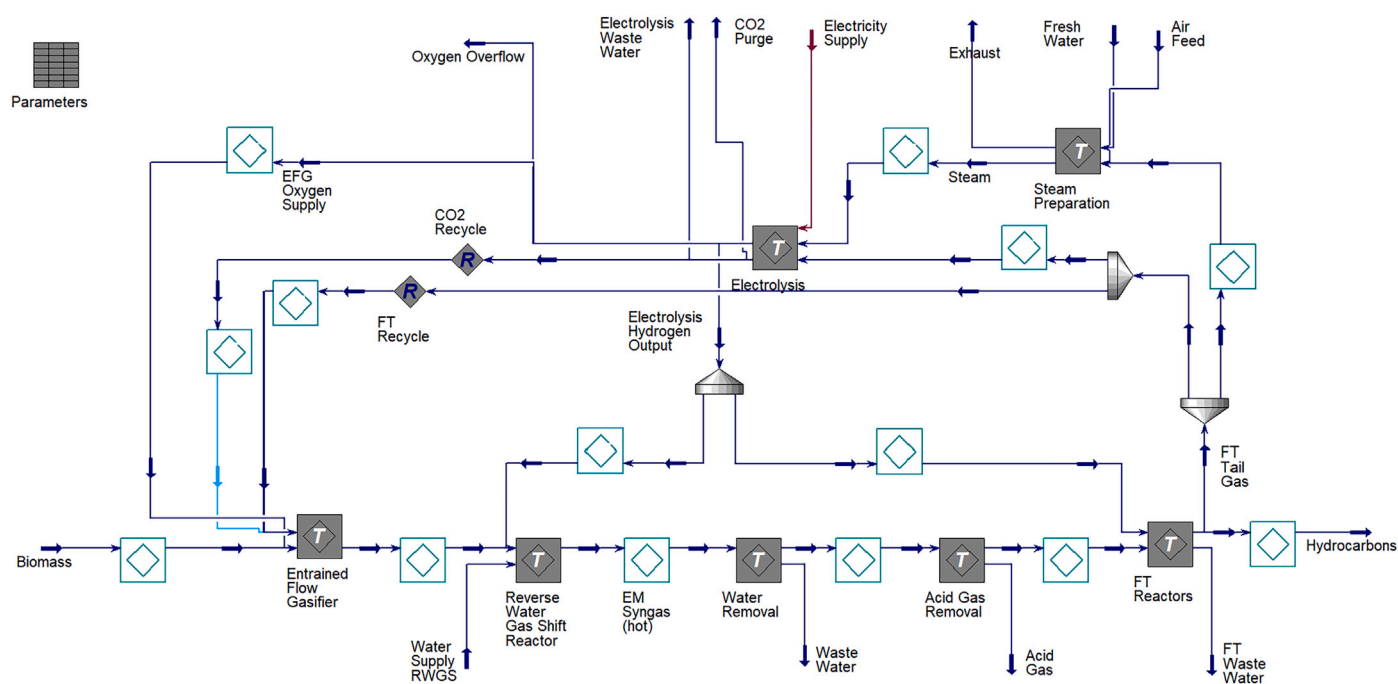 Electrolysis
Waste
Water
CO2
Purge
Electricity
Supply
Exhaust
Fresh
Water
Air
Feed
Oxygen Overflow
Parameters
EFG
Oxygen
Supply
T
Steam
Steam
Preparation
CO2
Recycle
R
T
Electrolysis
R
FT
Recycle
Electrolysis
Hydrogen
Output
FT
Tail
Gas
Biomass
T
Entrained
Flow
Gasifier
T
Reverse
Water
Gas Shift
Reactor
EM
Syngas
(hot)
T
Water
Removal
T
Acid Gas
Removal
T
FT
Reactors
Hydrocarbons
Water
Supply
RWGS
Waste
Water
Acid
Gas
FT
Waste
Water